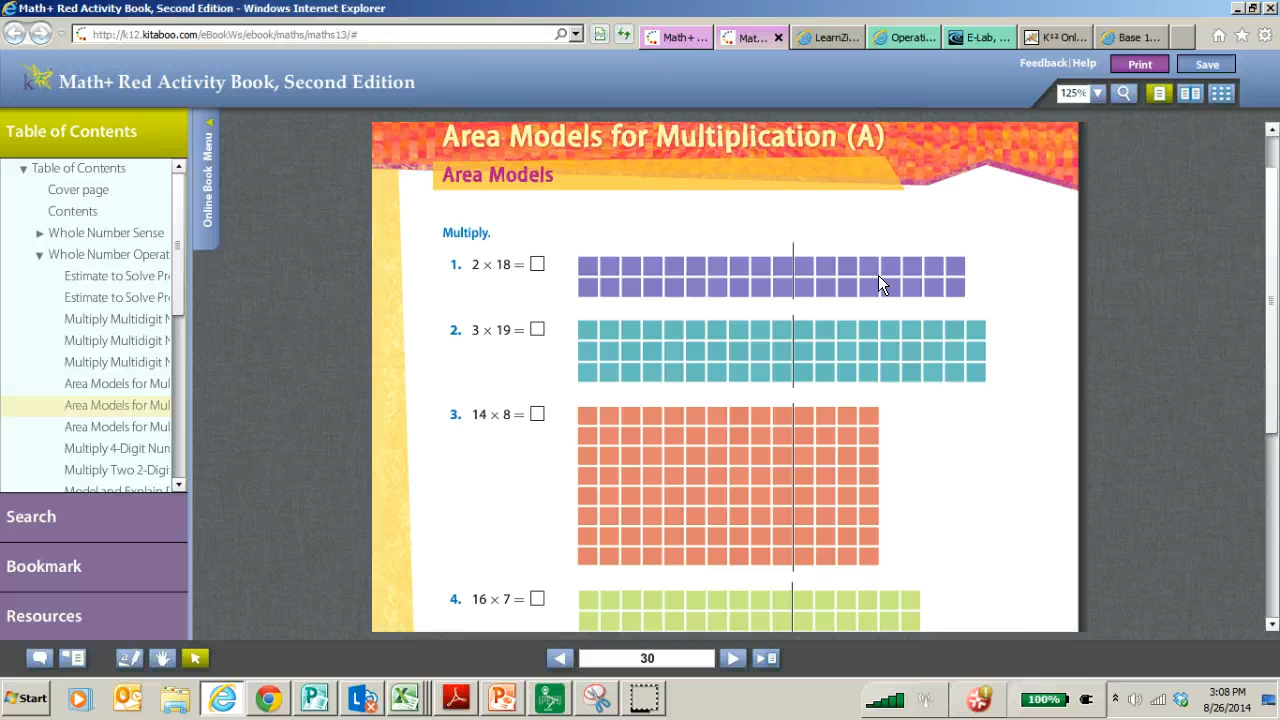 Math+ Red Activity Book, Second Edition - Windows Internet Explorer
http://k12.kitaboo.com/eBookWs/ebook/maths/maths13/#
Math+ ...
Mat...
LearnZi...
Operati...
E-Lab, ...
K¹² Onl...
Base 1...
Math+ Red Activity Book, Second Edition
Feedback|Help
Print
Save
125%
Table of Contents
Online Book Menu
Table of Contents
Cover page
Contents
Whole Number Sense
Whole Number Operat
Estimate to Solve Pre
Estimate to Solve Pro
Multiply Multidigit N
Multiply Multidigit N
Multiply Multidigit N
Area Models for Mul
Area Models for Mul
Area Models for Mul
Multiply 4-Digit Num
Multiply Two 2-Digi
Model and Explain D
Search
Bookmark
Resources
Area Models for Multiplication (A)
Area Models
Multiply.
1. 2 × 18 =
2. 3 × 19 =
3. 14 × 8 =
4. 16 × 7 =
30
Start
100%
3:08 PM
8/26/2014